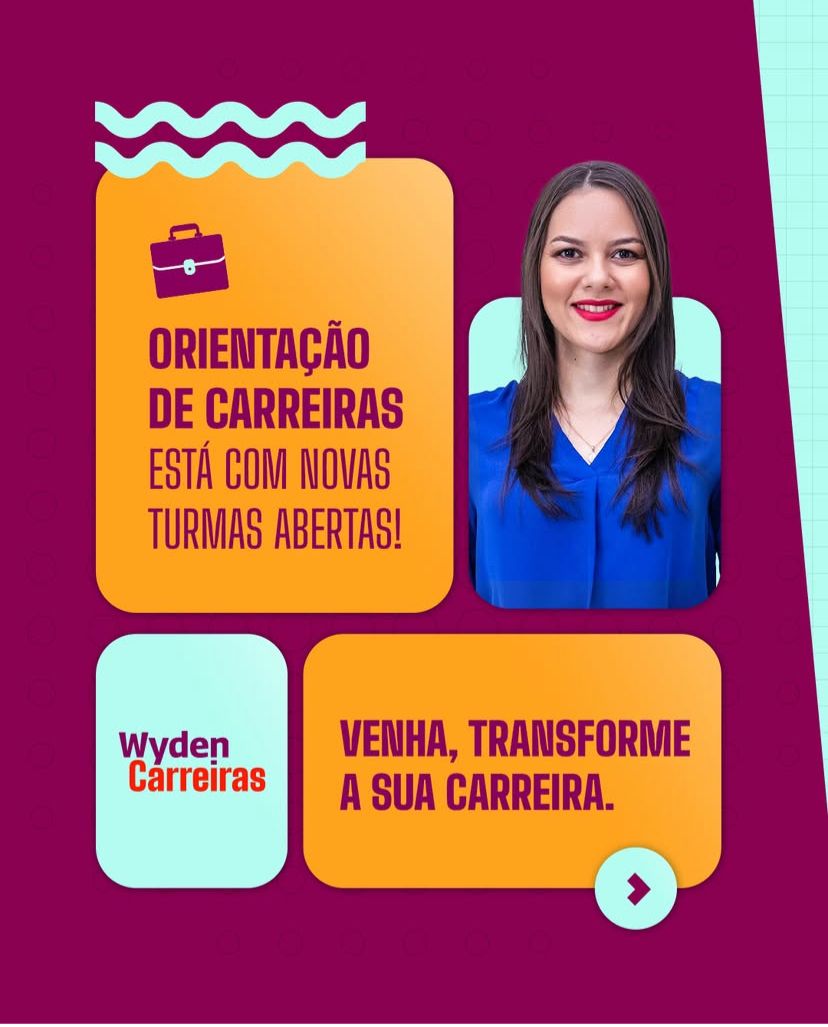 ORIENTAÇÃO
DE CARREIRAS
ESTÁ COM NOVAS
TURMAS ABERTAS!
Wyden
Carreiras
VENHA, TRANSFORME
A SUA CARREIRA.